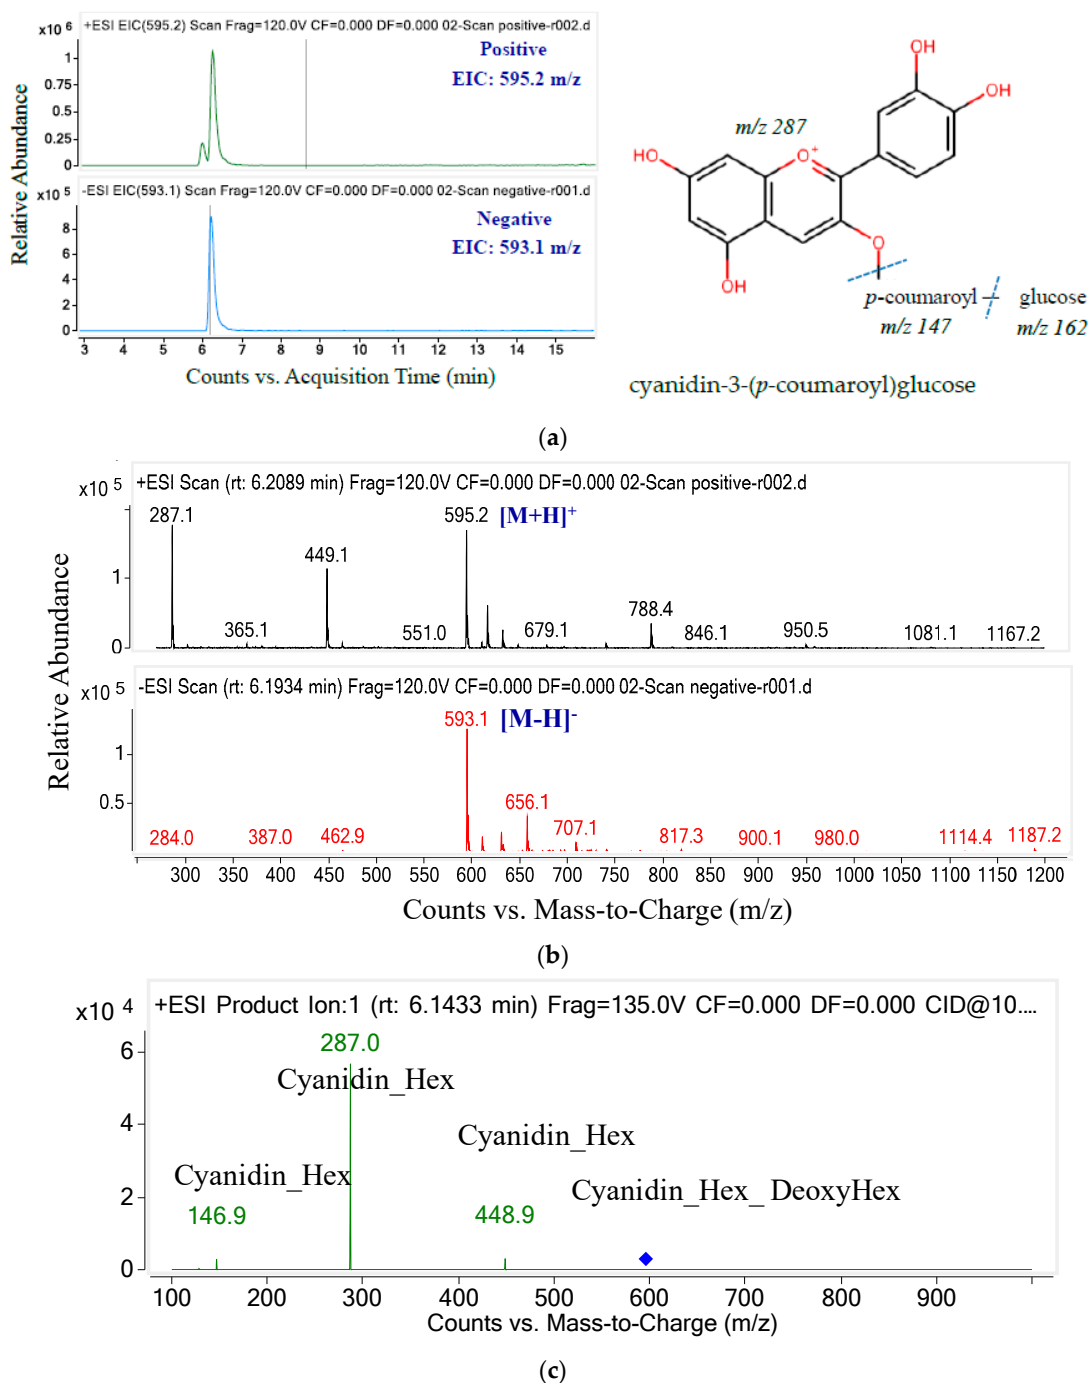 +ESI EIC(595.2) Scan Frag=120.0V CF=0.000 DF=0.000 02-Scan positive-r002.d
x10 6
Positive
EIC: 595.2 m/z
1
0.75
0.5
0.25
0
-ESI EIC(593.1) Scan Frag=120.0V CF=0.000 DF=0.000 02-Scan negative-r001.d
x10 5
Negative
EIC: 593.1 m/z
8
6
4
2
0
3 4 5 6 7 8 9 10 11 12 13 14 15
Counts vs. Acquisition Time (min)
Relative Abundance
OH
OH
m/z 287
HO
O+
O
OH
p-coumaroyl
glucose
m/z 147
m/z 162
cyanidin-3-(p-coumaroyl)glucose
(a)
x10 5
+ESI Scan (rt: 6.2089 min) Frag=120.0V CF=0.000 DF=0.000 02-Scan positive-r002.d
287.1
595.2
[M+H]+
449.1
1
788.4
365.1
551.0
679.1
846.1
950.5
1081.1
1167.2
0
x10 5
-ESI Scan (rt: 6.1934 min) Frag=120.0V CF=0.000 DF=0.000 02-Scan negative-r001.d
593.1
[M-H]-
1
656.1
0.5
707.1
284.0
387.0
462.9
817.3
900.1
980.0
1114.4
1187.2
300 350 400 450 500 550 600 650 700 750 800 850 900 950 1000 1050 1100 1150 1200
Counts vs. Mass-to-Charge (m/z)
Relative Abundance
(b)
x10 4
+ESI Product Ion:1 (rt: 6.1433 min) Frag=135.0V CF=0.000 DF=0.000 CID@10....
6
287.0
Cyanidin_Hex
4
Cyanidin_Hex
Cyanidin_Hex
Cyanidin_Hex_ DeoxyHex
2
146.9
448.9
0
100 200 300 400 500 600 700 800 900
Counts vs. Mass-to-Charge (m/z)
(c)